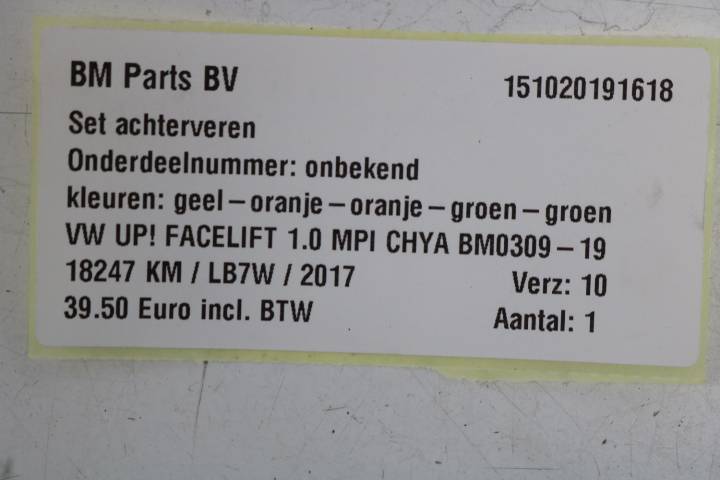 BM Parts BV 151020191618
Set achterveren
Onderdeelnummer: onbekend
kleuren: geel – oranje – oranje – groen – groen
VW UP! FACELIFT 1.0 MPI CHYA BM0309 – 19
18247 KM / LB7W / 2017 Verz: 10
39.50 Euro incl. BTW Aantal: 1